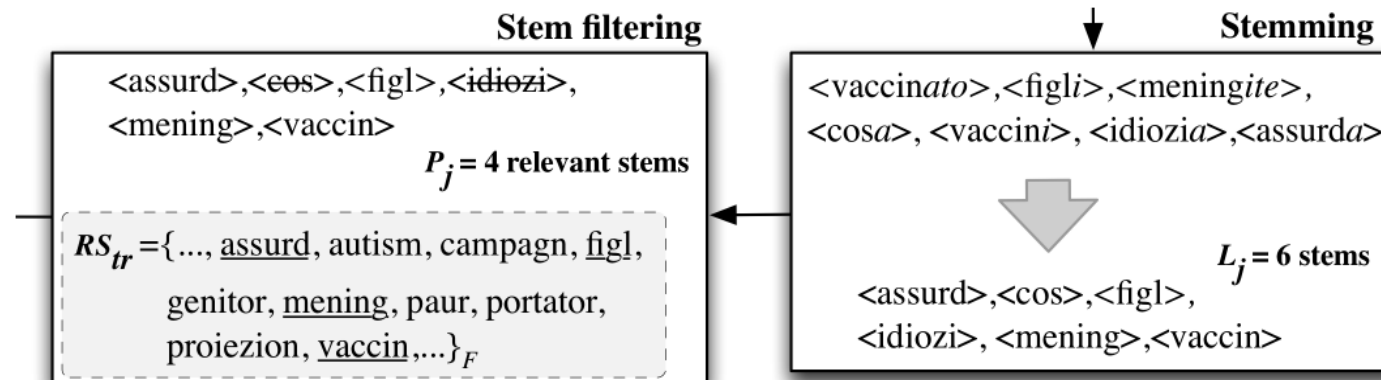 Stem filtering
<assurd>,<cos>,<figl>,<idiozi>,
<mening>,<vaccin>
P_j = 4 relevant stems
RS_tr ={..., assurd, autism, campagn, figl,
genitor, mening, paur, portator,
proiezion, vaccin,...}_F
Stemming
<vaccinato>,<figli>,<meningite>,
<cosa>, <vaccini>, <idiozia>,<assurda>
L_j = 6 stems
<assurd>,<cos>,<figl>,
<idiozi>, <mening>,<vaccin>